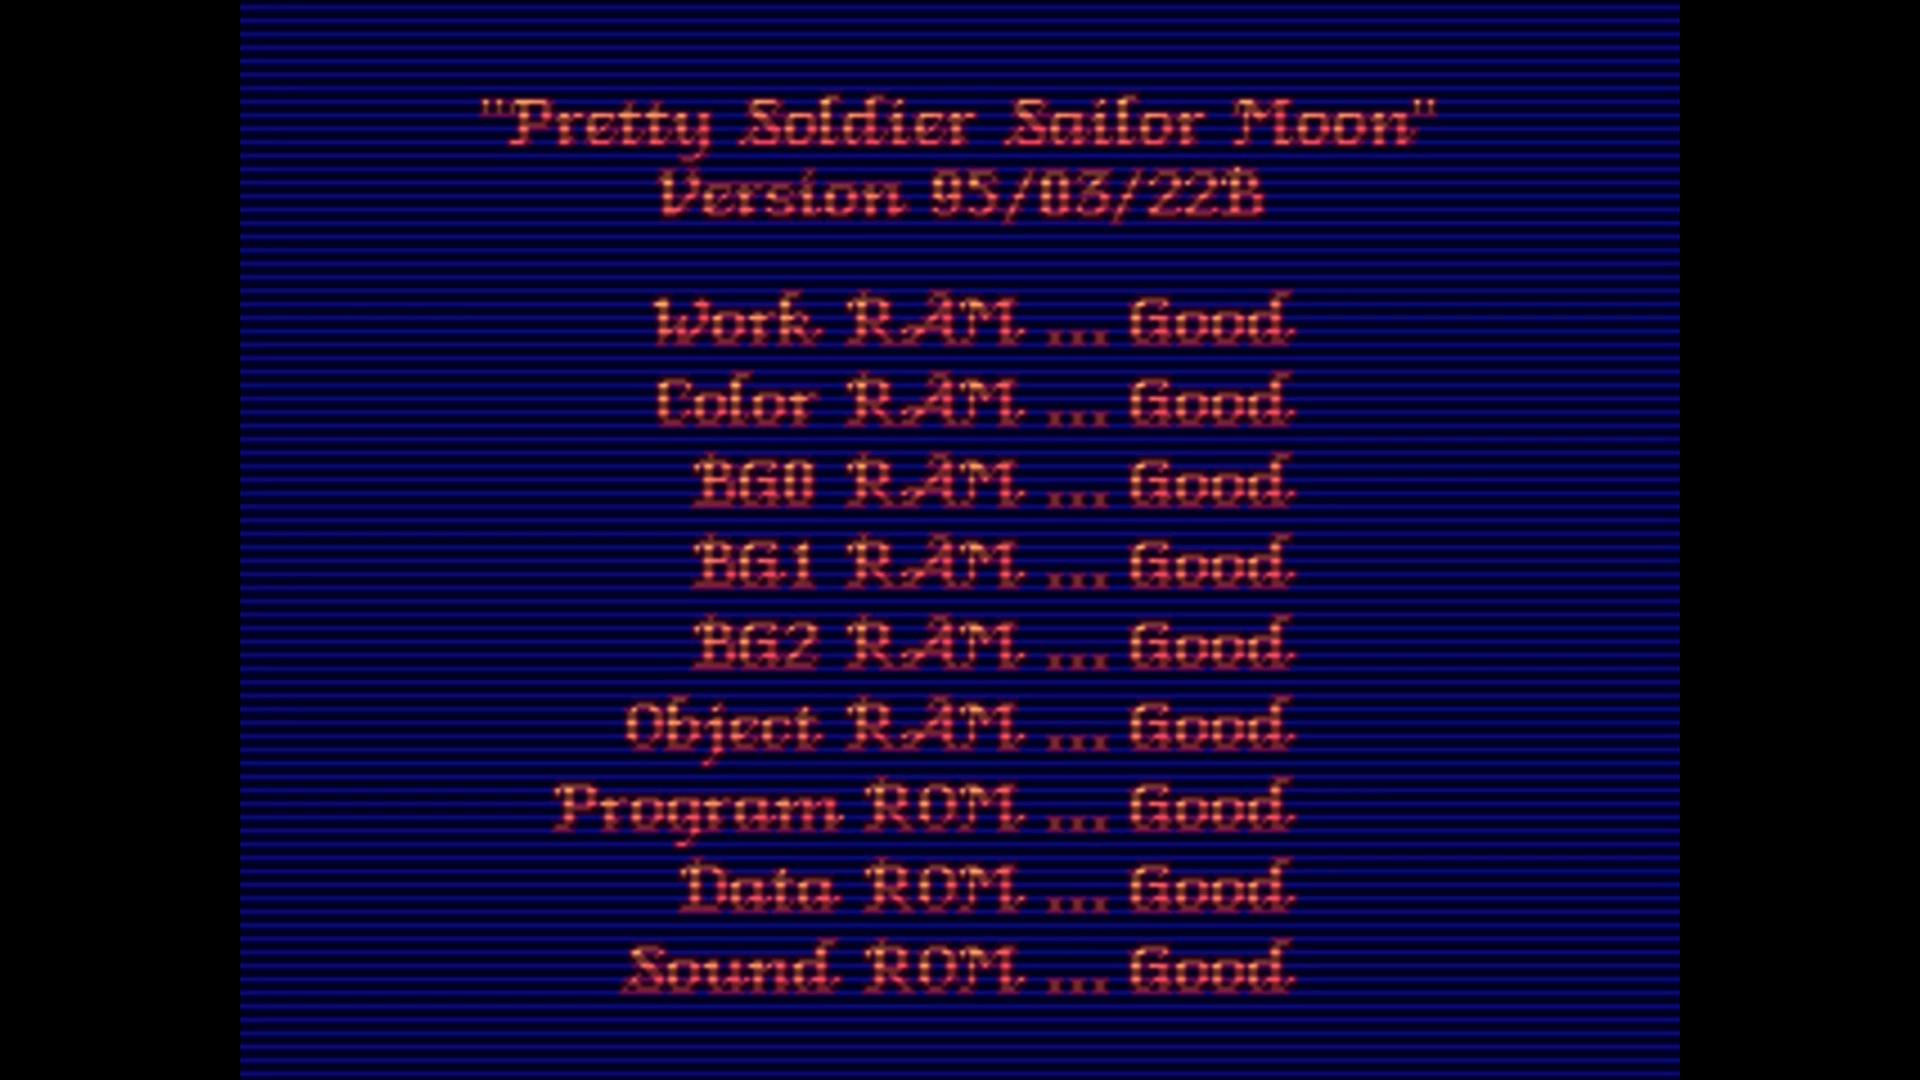 "Pretty Soldier Sailor Moon"
Version 95/03/22B
Work RAM ... Good
Color RAM ... Good
BG0 RAM ... Good
BG1 RAM ... Good
BG2 RAM ... Good
Object RAM ... Good
Program ROM ... Good
Data ROM ... Good
Sound ROM ... Good